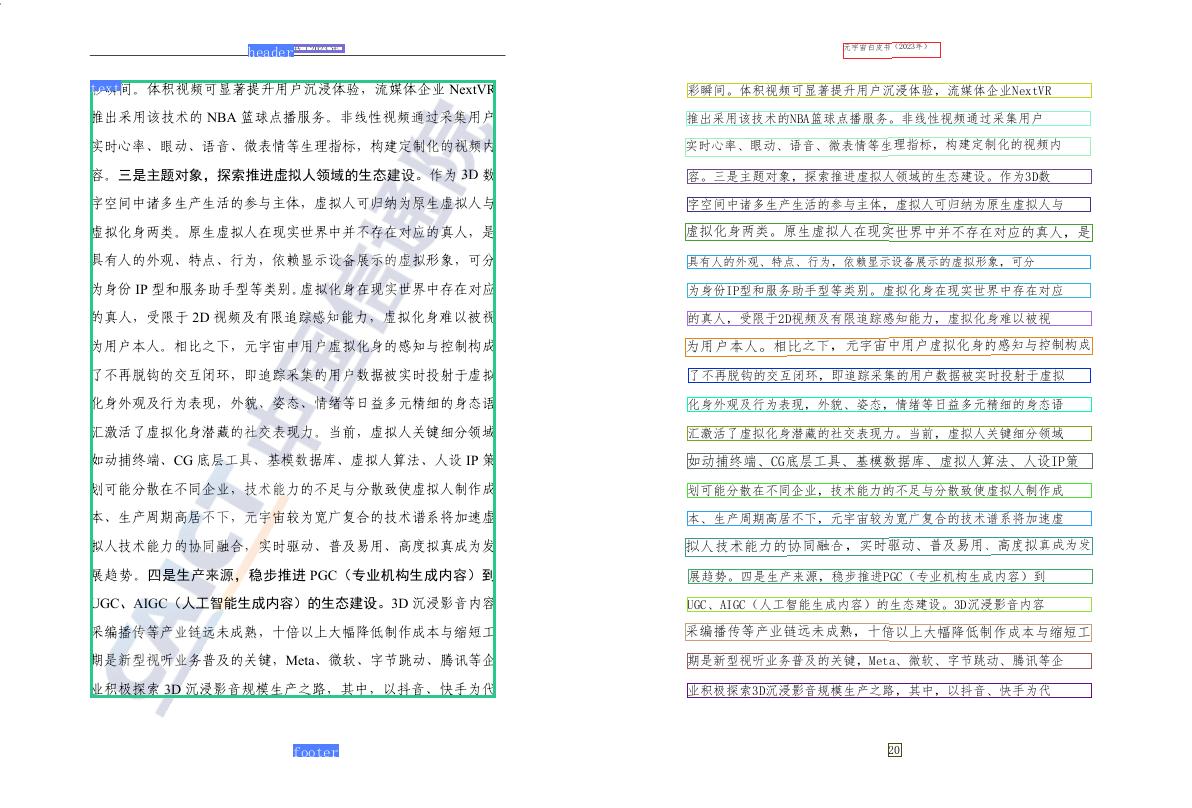 header
text
彩瞬间。体积视频可显著提升用户沉浸体验，流媒体企业 NextVR
推出采用该技术的 NBA 篮球点播服务。非线性视频通过采集用户
实时心率、眼动、语音、微表情等生理指标，构建定制化的视频内
容。三是主题对象，探索推进虚拟人领域的生态建设。作为 3D 数
字空间中诸多生产生活的参与主体，虚拟人可归纳为原生虚拟人与
虚拟化身两类。原生虚拟人在现实世界中并不存在对应的真人，是
具有人的外观、特点、行为，依赖显示设备展示的虚拟形象，可分
为身份 IP 型和服务助手型等类别。虚拟化身在现实世界中存在对应
的真人，受限于 2D 视频及有限追踪感知能力，虚拟化身难以被视
为用户本人。相比之下，元宇宙中用户虚拟化身的感知与控制构成
了不再脱钩的交互闭环，即追踪采集的用户数据被实时投射于虚拟
化身外观及行为表现，外貌、姿态、情绪等日益多元精细的身态语
汇激活了虚拟化身潜藏的社交表现力。当前，虚拟人关键细分领域
如动捕终端、CG 底层工具、基模数据库、虚拟人算法、人设 IP 策
划可能分散在不同企业，技术能力的不足与分散致使虚拟人制作成
本、生产周期高居不下，元宇宙较为宽广复合的技术谱系将加速虚
拟人技术能力的协同融合，实时驱动、普及易用、高度拟真成为发
展趋势。四是生产来源，稳步推进 PGC（专业机构生成内容）到
UGC、AIGC（人工智能生成内容）的生态建设。3D 沉浸影音内容
采编播传等产业链远未成熟，十倍以上大幅降低制作成本与缩短工
期是新型视听业务普及的关键，Meta、微软、字节跳动、腾讯等企
业积极探索 3D 沉浸影音规模生产之路，其中，以抖音、快手为代
CAICT 中国信通院
footer
元宇宙白皮书（2023年）
彩瞬间。体积视频可显著提升用户沉浸体验，流媒体企业NextVR
推出采用该技术的NBA篮球点播服务。非线性视频通过采集用户
实时心率、眼动、语音、微表情等生理指标，构建定制化的视频内
容。三是主题对象，探索推进虚拟人领域的生态建设。作为3D数
字空间中诸多生产生活的参与主体，虚拟人可归纳为原生虚拟人与
虚拟化身两类。原生虚拟人在现实世界中并不存在对应的真人，是
具有人的外观、特点、行为，依赖显示设备展示的虚拟形象，可分
为身份IP型和服务助手型等类别。虚拟化身在现实世界中存在对应
的真人，受限于2D视频及有限追踪感知能力，虚拟化身难以被视
为用户本人。相比之下，元宇宙中用户虚拟化身的感知与控制构成
了不再脱钩的交互闭环，即追踪采集的用户数据被实时投射于虚拟
化身外观及行为表现，外貌、姿态，情绪等日益多元精细的身态语
汇激活了虚拟化身潜藏的社交表现力。当前，虚拟人关键细分领域
如动捕终端、CG底层工具、基模数据库、虚拟人算法、人设IP策
划可能分散在不同企业，技术能力的不足与分散致使虚拟人制作成
本、生产周期高居不下，元宇宙较为宽广复合的技术谱系将加速虚
拟人技术能力的协同融合，实时驱动、普及易用、高度拟真成为发
展趋势。四是生产来源，稳步推进PGC（专业机构生成内容）到
UGC、AIGC（人工智能生成内容）的生态建设。3D沉浸影音内容
采编播传等产业链远未成熟，十倍以上大幅降低制作成本与缩短工
期是新型视听业务普及的关键，Meta、微软、字节跳动、腾讯等企
业积极探索3D沉浸影音规模生产之路，其中，以抖音、快手为代
20